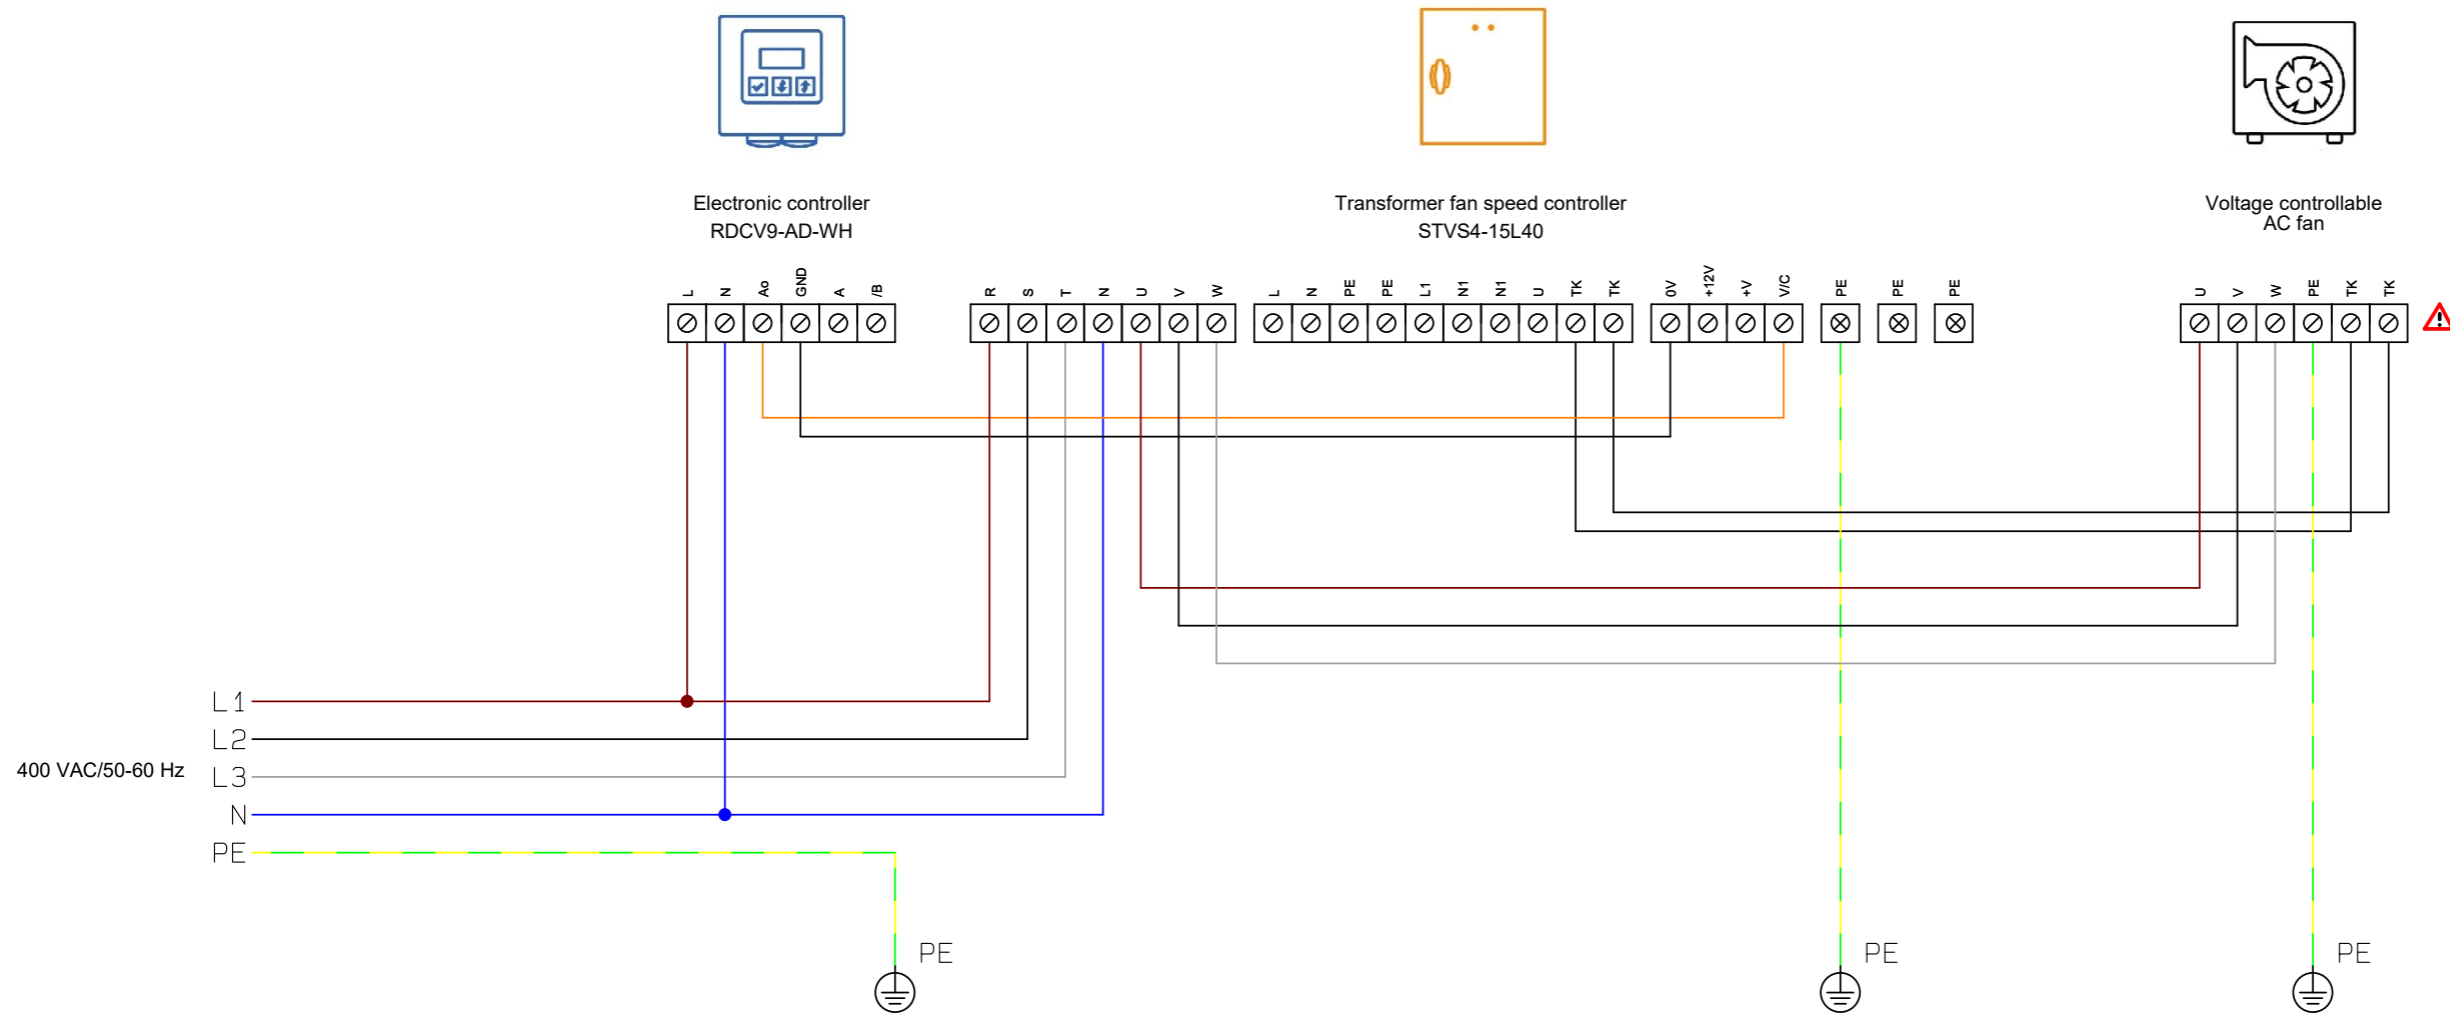 Electronic controller
RDCV9-AD-WH
Transformer fan speed controller
STVS4-15L40
Voltage controllable
AC fan
L N Ao GND A /B
R S T N U V W
L N PE PE L1 N1 N1 U TK TK
0V +12V +V V/C
PE PE PE
U V W PE TK TK
L1
L2
400 VAC/50-60 Hz
L3
N
PE
PE
PE
PE